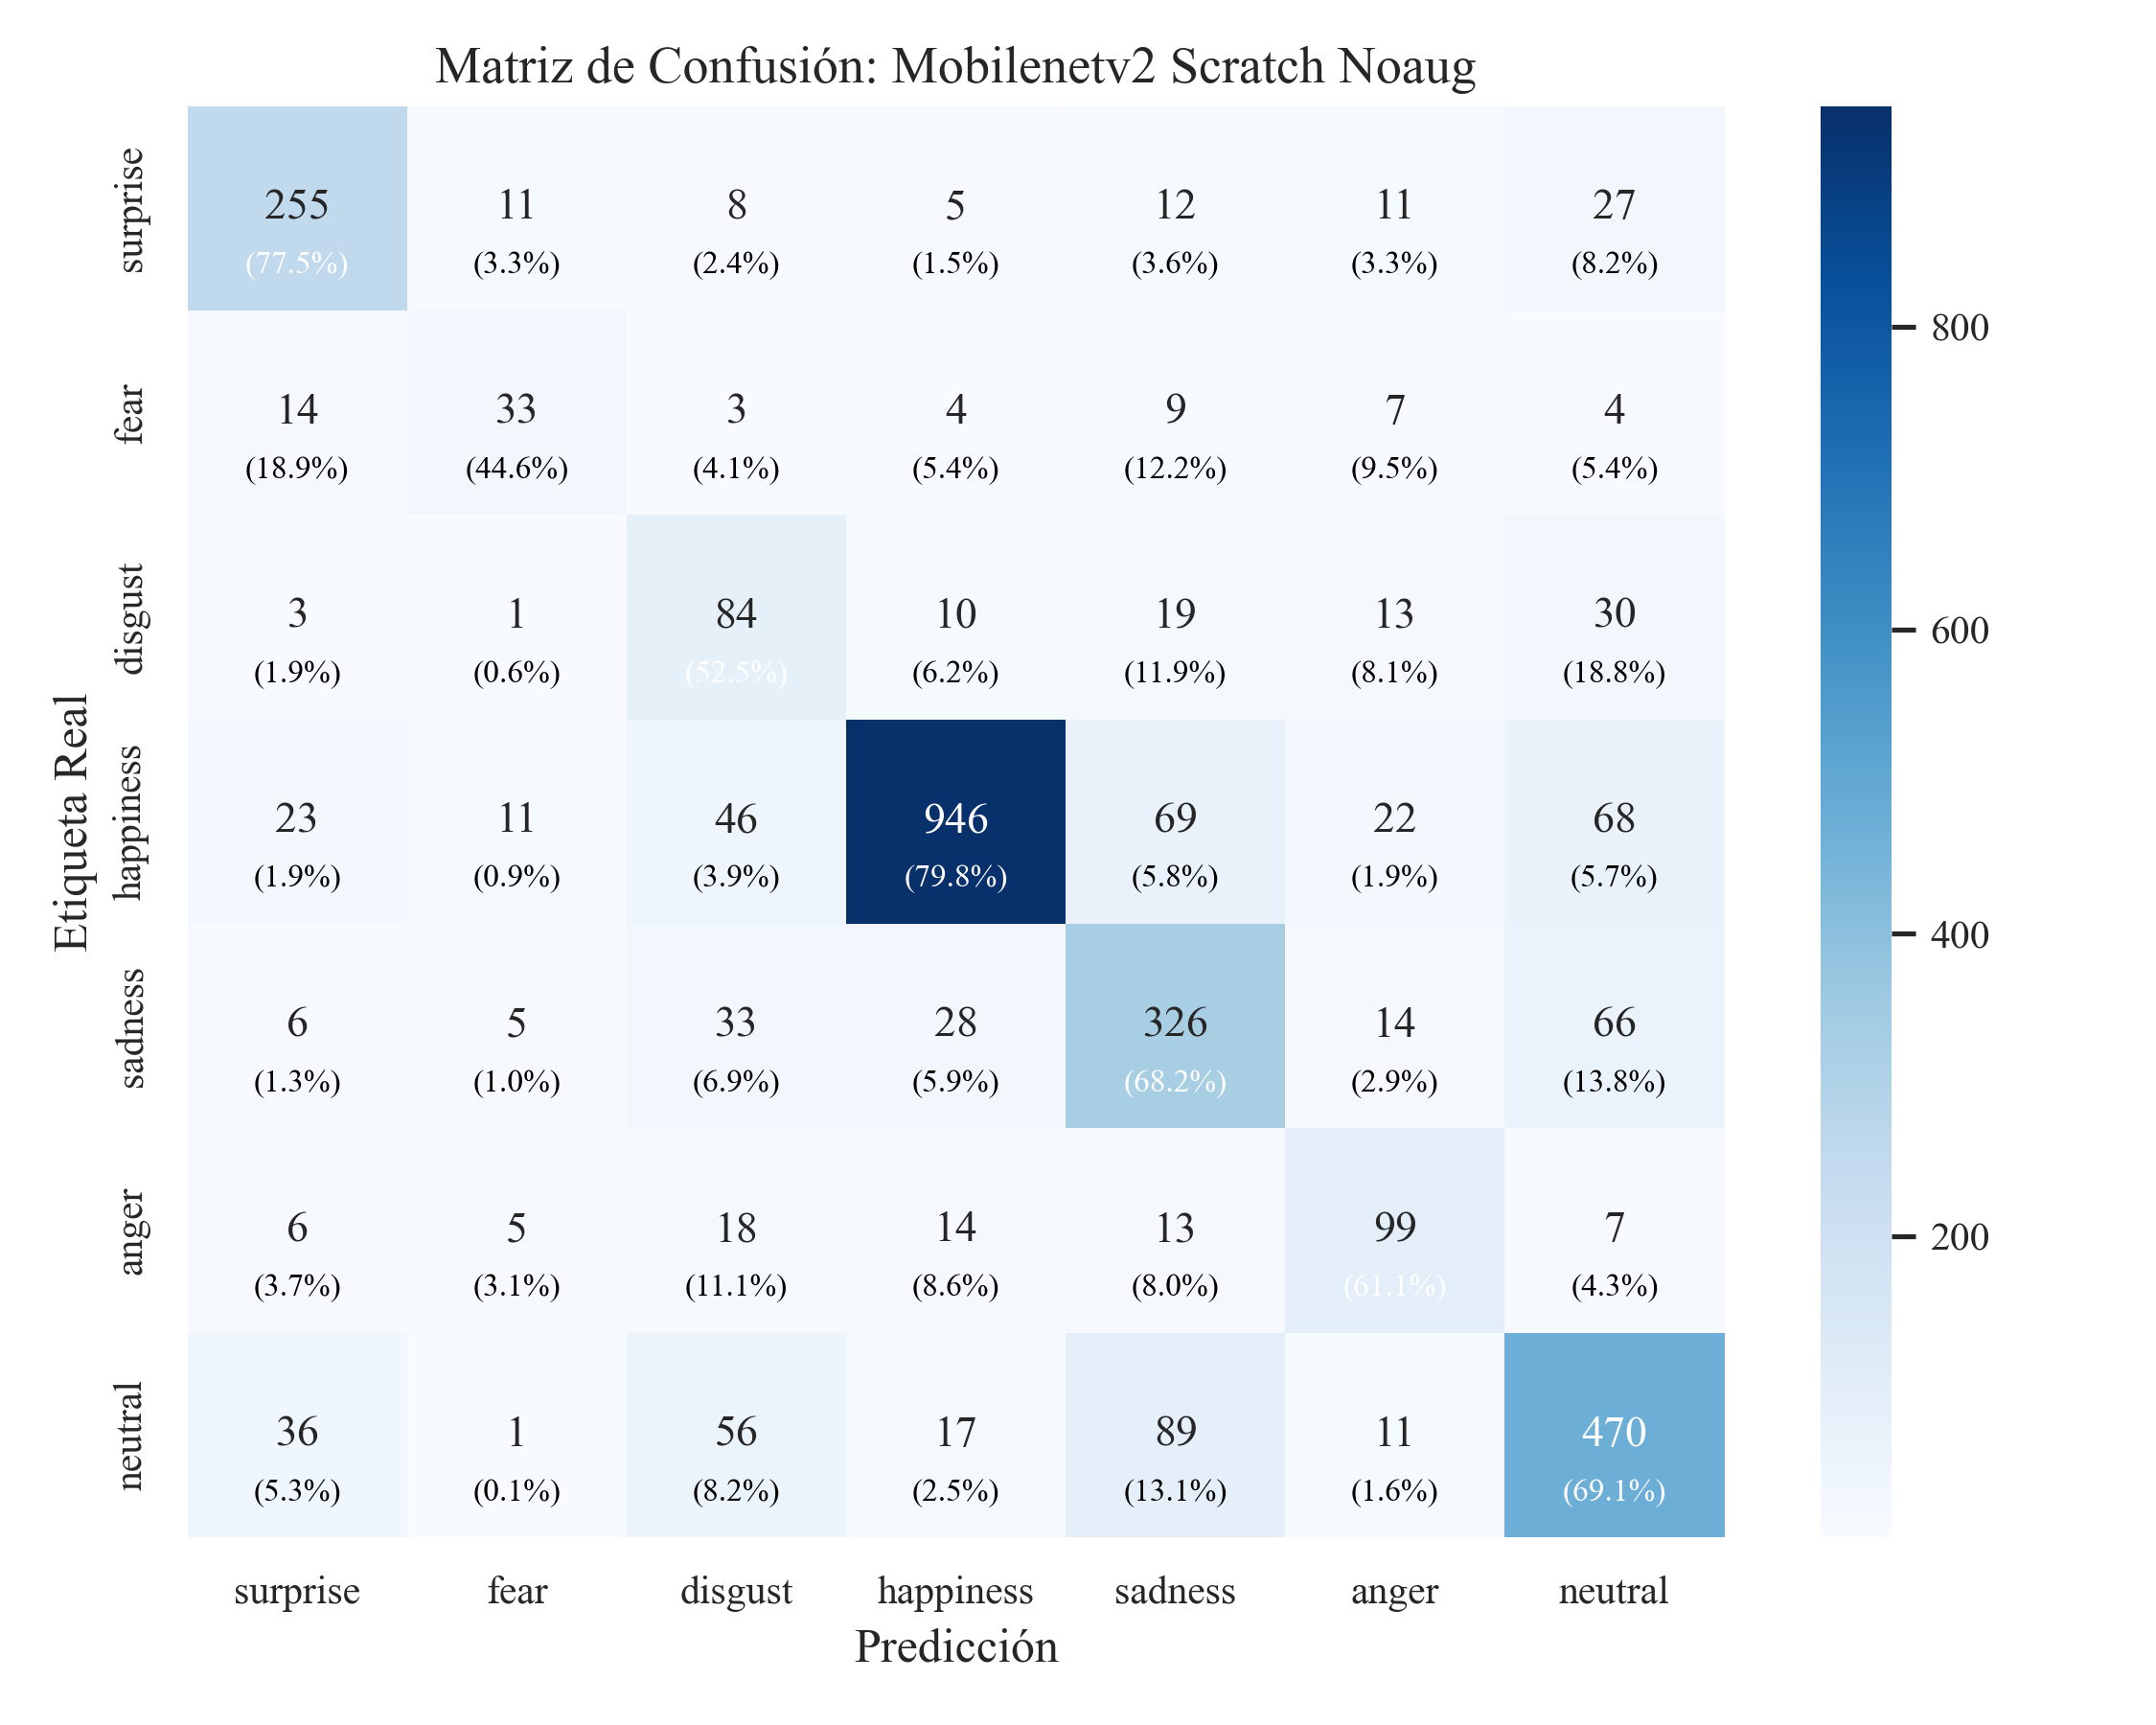 Matriz de Confusión: Mobilenetv2 Scratch Noaug
Etiqueta Real
surprise
255 11 8 5 12 11 27
(77.5%) (3.3%) (2.4%) (1.5%) (3.6%) (3.3%) (8.2%)
fear
14 33 3 4 9 7 4
(18.9%) (44.6%) (4.1%) (5.4%) (12.2%) (9.5%) (5.4%)
disgust
3 1 84 10 19 13 30
(1.9%) (0.6%) (52.5%) (6.2%) (11.9%) (8.1%) (18.8%)
happiness
23 11 46 946 69 22 68
(1.9%) (0.9%) (3.9%) (79.8%) (5.8%) (1.9%) (5.7%)
sadness
6 5 33 28 326 14 66
(1.3%) (1.0%) (6.9%) (5.9%) (68.2%) (2.9%) (13.8%)
anger
6 5 18 14 13 99 7
(3.7%) (3.1%) (11.1%) (8.6%) (8.0%) (61.1%) (4.3%)
neutral
36 1 56 17 89 11 470
(5.3%) (0.1%) (8.2%) (2.5%) (13.1%) (1.6%) (69.1%)
surprise fear disgust happiness sadness anger neutral
Predicción
800
600
400
200